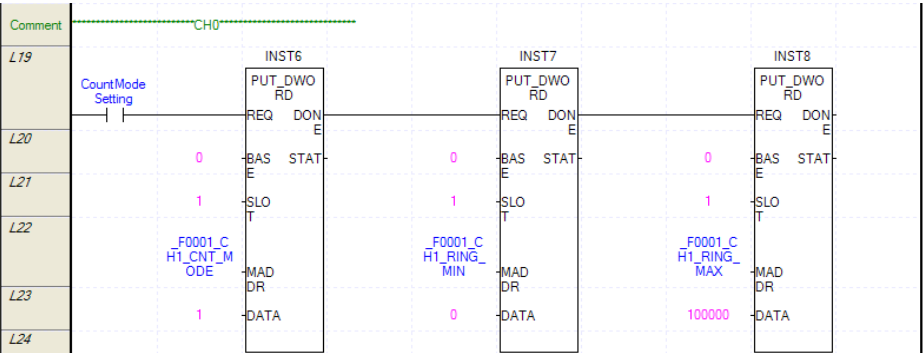 Comment CH0
L19 INST6 INST7 INST8
PUT_DWO PUT_DWO PUT_DWO
RD RD RD
CountMode
Setting
REQ DON REQ DON REQ DON
E E E
L20
0 BAS STAT 0 BAS STAT 0 BAS STAT
E E E
L21
1 SLO 1 SLO 1 SLO
T T T
L22
_F0001_C _F0001_C _F0001_C
H1_CNT_M H1_RING_ H1_RING_
ODE MAD MIN MAD MAX MAD
DR DR DR
L23
1 DATA 0 DATA 100000 DATA
L24